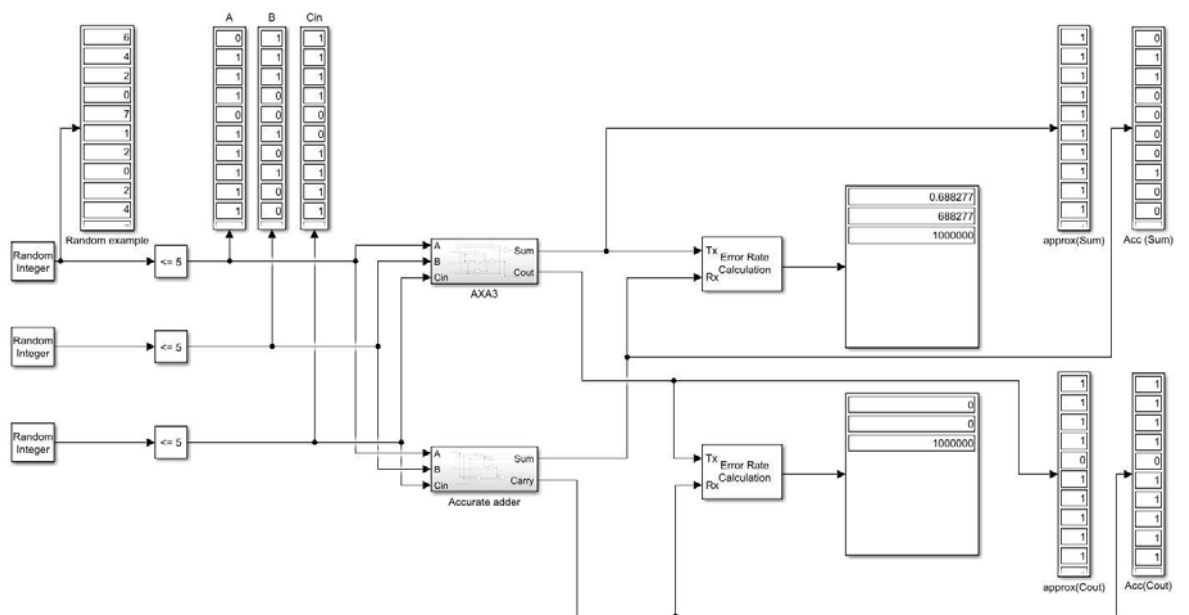 A B Cin
6
4
2
0
7
1
2
0
2
4
Random example
0
1
1
1
0
1
1
1
1
1
1
1
1
0
0
1
0
1
0
0
1
1
1
1
0
0
1
1
1
1
Random
Integer
<= 5
Random
Integer
<= 5
Random
Integer
<= 5
A
B
Cin
Sum
Cout
AXA3
A
B
Cin
Sum
Carry
Accurate adder
Tx
Rx
Error Rate
Calculation
0.688277
688277
1000000
Tx
Rx
Error Rate
Calculation
0
0
1000000
1
1
1
1
1
1
1
1
1
1
approx(Sum)
0
1
1
0
0
0
0
1
0
0
Acc (Sum)
1
1
1
1
0
1
1
1
1
1
approx(Cout)
1
1
1
1
0
1
1
1
1
1
Acc(Cout)